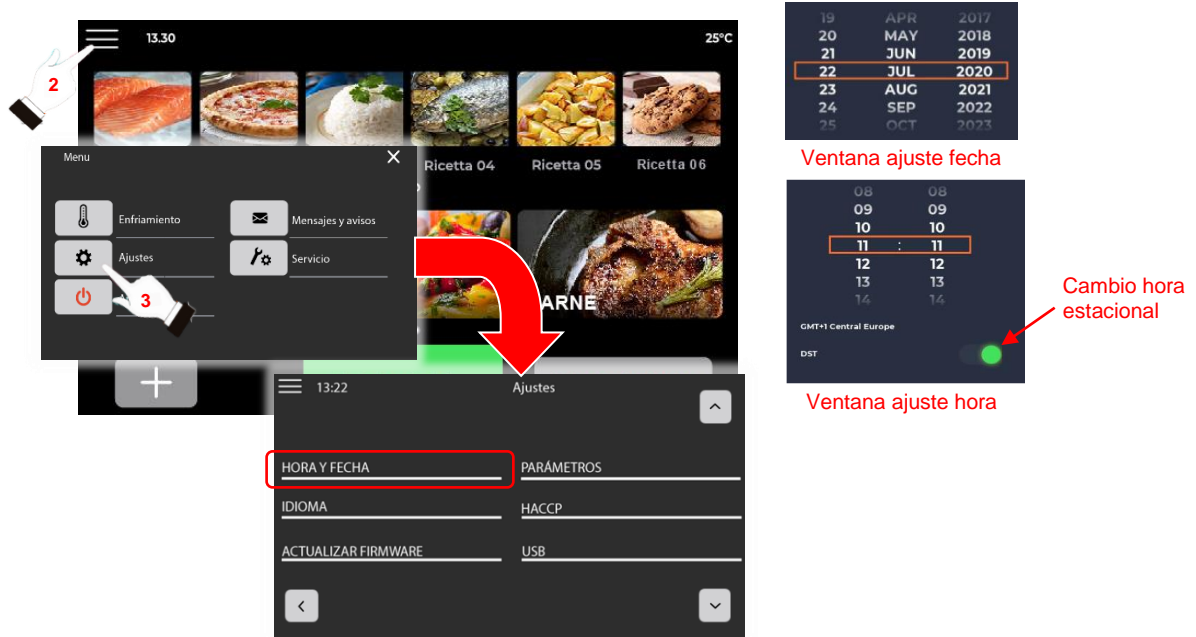 13.30
25°C
2
Ricetta 04
Ricetta 05
Ricetta 06
ARNE
Menu
X
Enfriamiento
Mensajes y avisos
Ajustes
Servicio
3
13:22
Ajustes
HORA Y FECHA
PARÁMETROS
IDIOMA
HACCP
ACTUALIZAR FIRMWARE
USB
19 APR 2017
20 MAY 2018
21 JUN 2019
22 JUL 2020
23 AUG 2021
24 SEP 2022
25 OCT 2023
Ventana ajuste fecha
08 08
09 09
10 10
11 : 11
12 12
13 13
14 14
GMT+1 Central Europe
DST
Cambio hora
estacional
Ventana ajuste hora